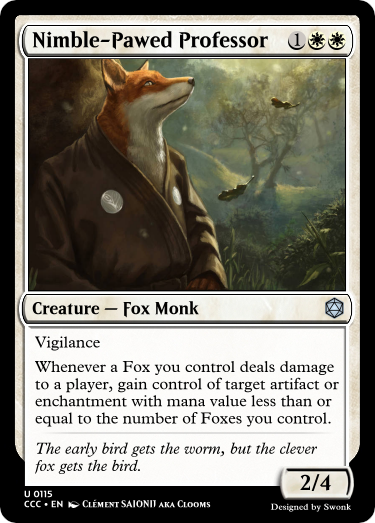 Nimble-Pawed Professor 1
Creature — Fox Monk
Vigilance
Whenever a Fox you control deals damage
to a player, gain control of target artifact or
enchantment with mana value less than or
equal to the number of Foxes you control.
The early bird gets the worm, but the clever
fox gets the bird.
2/4
U 0115
CCC • EN Clément SAIONJI aka Clooms
Designed by Swonk